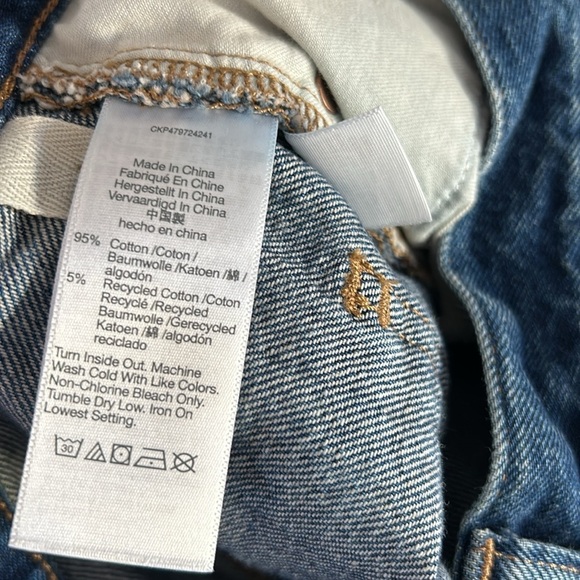 CKP479724241
Made In China
Fabriqué En Chine
Hergestellt In China
Vervaardigd In China
中国製
hecho en china
95% Cotton /Coton /
Baumwolle /Katoen /綿 /
algodón
5% Recycled Cotton /Coton
Recyclé /Recycled
Baumwolle /Gerecycled
Katoen /綿 /algodón
reciclado
Turn Inside Out. Machine
Wash Cold With Like Colors.
Non-Chlorine Bleach Only.
Tumble Dry Low. Iron On
Lowest Setting.
30